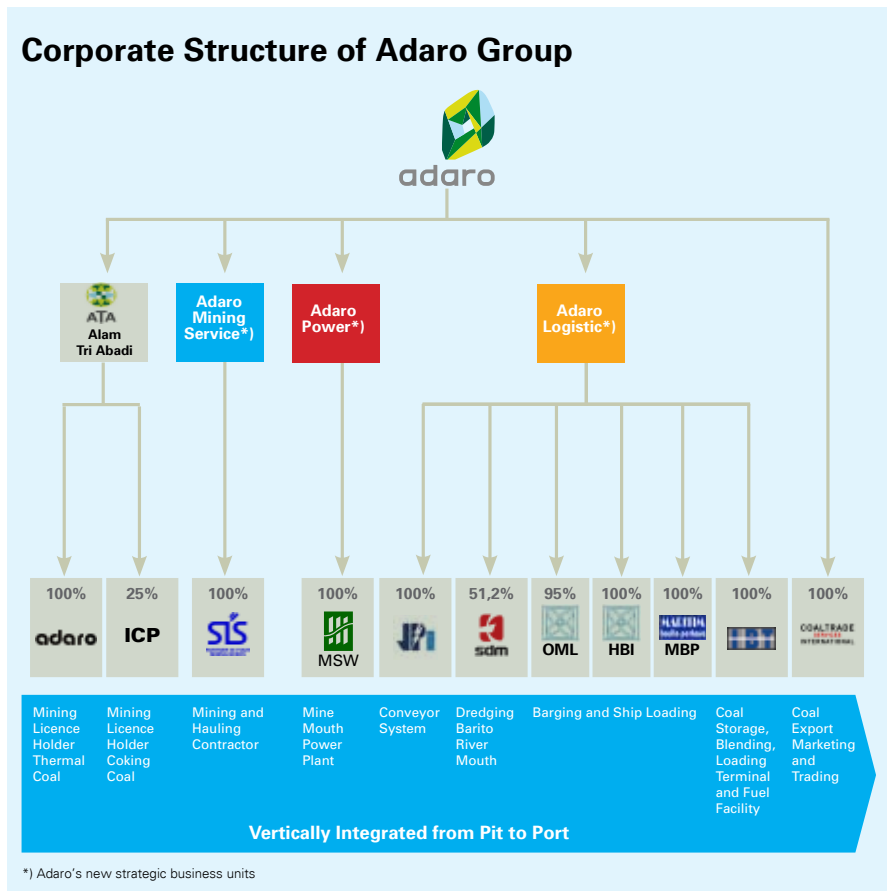 Corporate Structure of Adaro Group
adaro
ATA
Alam
Tri Abadi
Adaro
Mining
Service*)
Adaro
Power*)
Adaro
Logistic*)
100%
adaro
25%
ICP
100%
SIS
100%
MSW
100%
JPI
51,2%
sdm
95%
OML
100%
HBI
100%
MARITIM
MBP
100%
100%
COALTRADE
SERVICES
INTERNATIONAL
Mining
Licence
Holder
Thermal
Coal
Mining
Licence
Holder
Coking
Coal
Mining and
Hauling
Contractor
Mine
Mouth
Power
Plant
Conveyor
System
Dredging
Barito
River
Mouth
Barging and Ship Loading
Coal
Storage,
Blending,
Loading
Terminal
and Fuel
Facility
Coal
Export
Marketing
and
Trading
Vertically Integrated from Pit to Port
*) Adaro’s new strategic business units